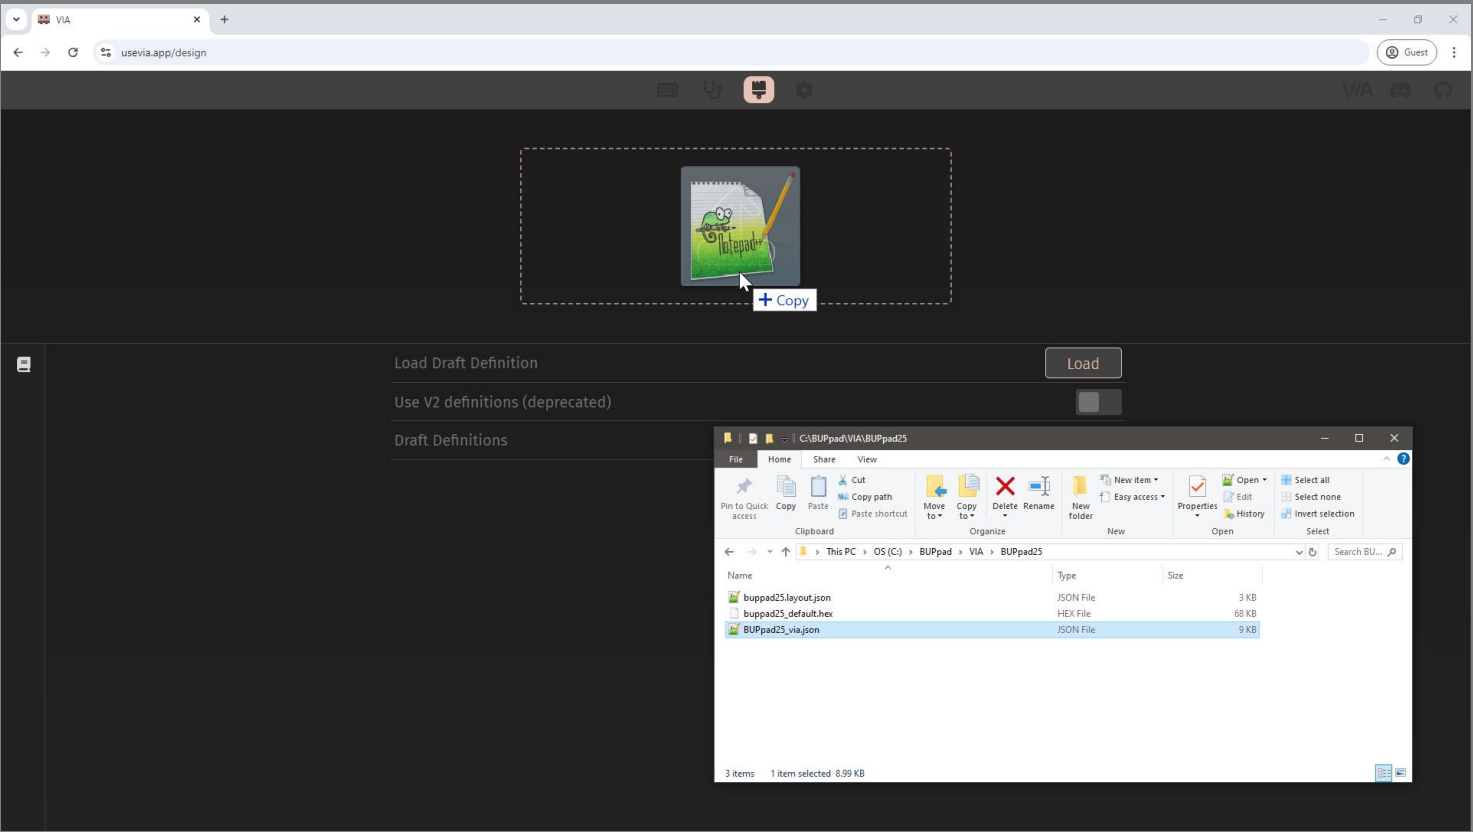 VIA
usevia.app/design
Guest
VIA
Notepad++
Copy
Load Draft Definition
Load
Use V2 definitions (deprecated)
Draft Definitions
C:\BUPpad\VIA\BUPpad25
File Home Share View
Pin to Quick access
Copy
Paste
Cut
Copy path
Paste shortcut
Clipboard
Move to
Copy to
Delete
Rename
Organize
New folder
New item
Easy access
New
Properties
Open
Edit
History
Open
Select all
Select none
Invert selection
Select
This PC > OS (C:) > BUPpad > VIA > BUPpad25
Search BU...
Name Type Size
buppad25.layout.json JSON File 3 KB
buppad25_default.hex HEX File 68 KB
BUPpad25_via.json JSON File 9 KB
3 items 1 item selected 8.99 KB